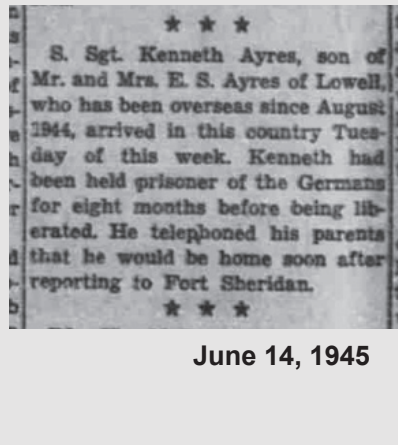 ★ ★ ★
S. Sgt. Kenneth Ayres, son of
Mr. and Mrs. E. S. Ayres of Lowell,
who has been overseas since August
1944, arrived in this country Tues-
day of this week. Kenneth had
been held prisoner of the Germans
for eight months before being lib-
erated. He telephoned his parents
that he would be home soon after
reporting to Fort Sheridan.
★ ★ ★
June 14, 1945